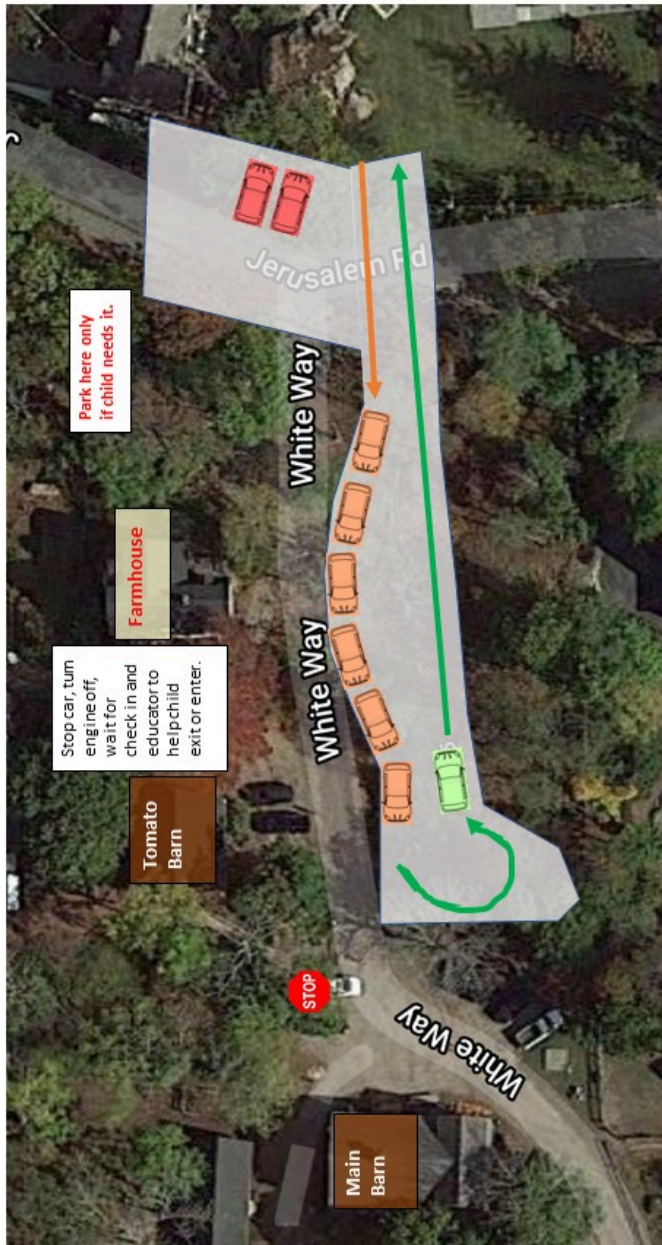 Stop car, turn
engine off,
wait for
check in and
educator to
help child
exit or enter.
Park here only
if child needs it.
Farmhouse
Tomato
Barn
STOP
White Way
White Way
Jerusalem Rd
Main
Barn
White Way